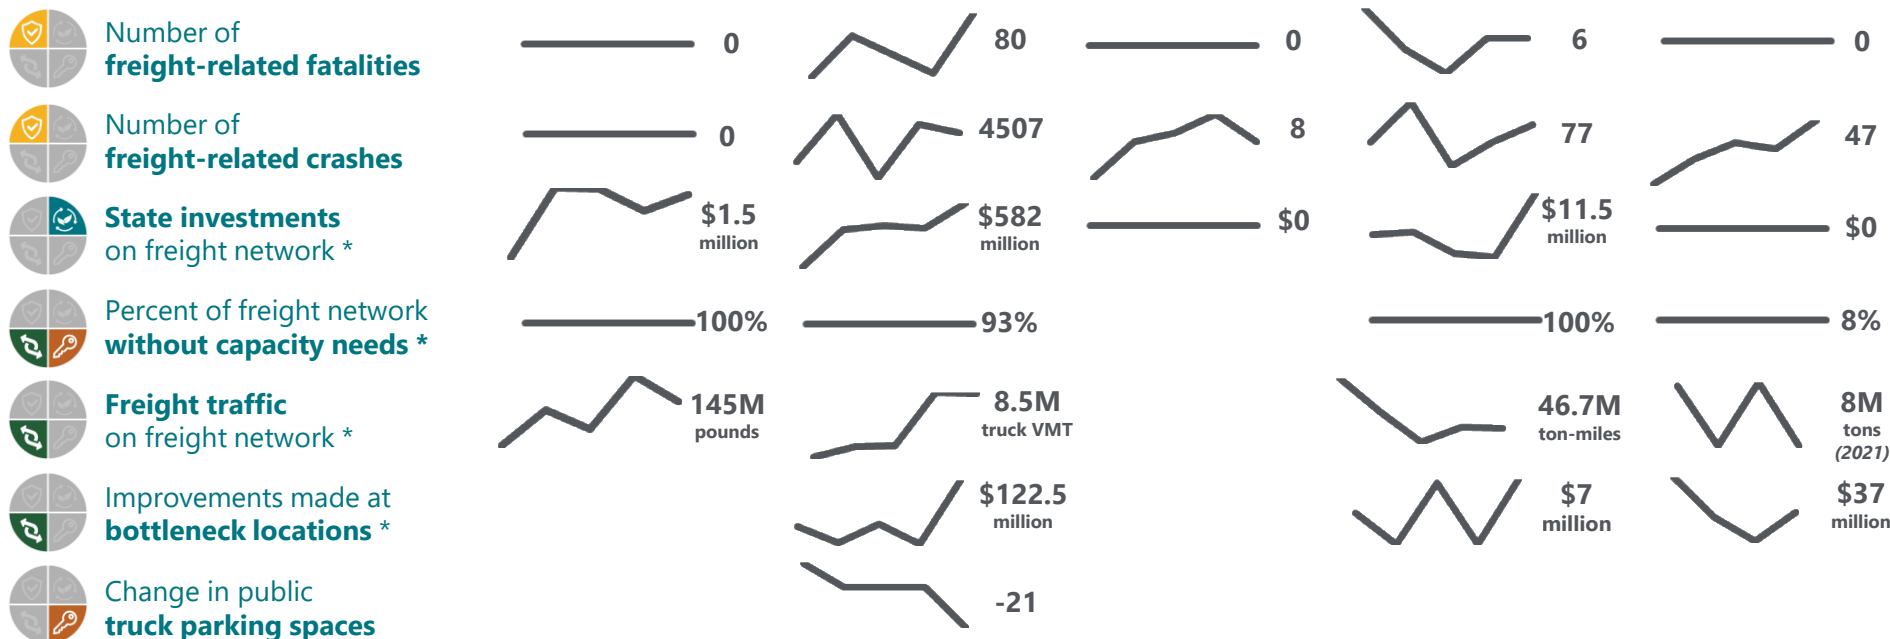 Number of
freight-related fatalities
0
80
0
6
0
Number of
freight-related crashes
0
4507
8
77
47
State investments
on freight network *
$1.5
million
$582
million
$0
$11.5
million
$0
Percent of freight network
without capacity needs *
100%
93%
100%
8%
Freight traffic
on freight network *
145M
pounds
8.5M
truck VMT
46.7M
ton-miles
8M
tons
(2021)
Improvements made at
bottleneck locations *
$122.5
million
$7
million
$37
million
Change in public
truck parking spaces
-21